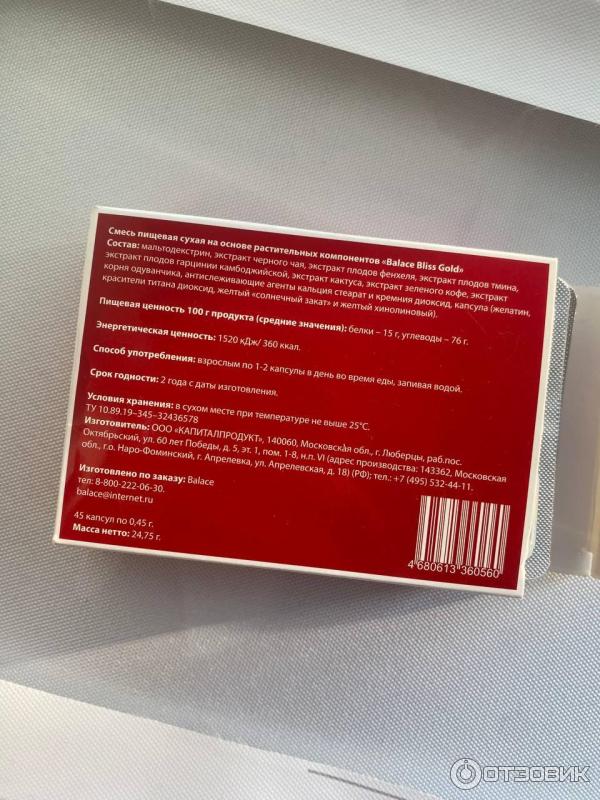 Смесь пищевая сухая на основе растительных компонентов «Balace Bliss Gold»
Состав: мальтодекстрин, экстракт черного чая, экстракт плодов фенхеля, экстракт плодов тмина,
экстракт плодов гарцинии камбоджийской, экстракт кактуса, экстракт зеленого кофе, экстракт
корня одуванчика, антислеживающие агенты кальция стеарат и кремния диоксид, капсула (желатин,
красители титана диоксид, желтый «солнечный закат» и желтый хинолиновый).
Пищевая ценность 100 г продукта (средние значения): белки – 15 г, углеводы – 76 г.
Энергетическая ценность: 1520 кДж/ 360 ккал.
Способ употребления: взрослым по 1-2 капсулы в день во время еды, запивая водой.
Срок годности: 2 года с даты изготовления.
Условия хранения: в сухом месте при температуре не выше 25°С.
ТУ 10.89.19–345–32436578
Изготовитель: ООО «КАПИТАЛПРОДУКТ», 140060, Московская обл., г. Люберцы, раб.пос.
Октябрьский, ул. 60 лет Победы, д. 5, эт. 1, пом. 1-8, н.п. VI (адрес производства: 143362, Московская
обл., г.о. Наро-Фоминский, г. Апрелевка, ул. Апрелевская, д. 18) (РФ); тел.: +7 (495) 532-44-11.
Изготовлено по заказу: Balace
тел: 8-800-222-06-30.
balace@internet.ru
45 капсул по 0,45 г.
Масса нетто: 24,75 г.
4 680613 360560
ОТЗОВИК